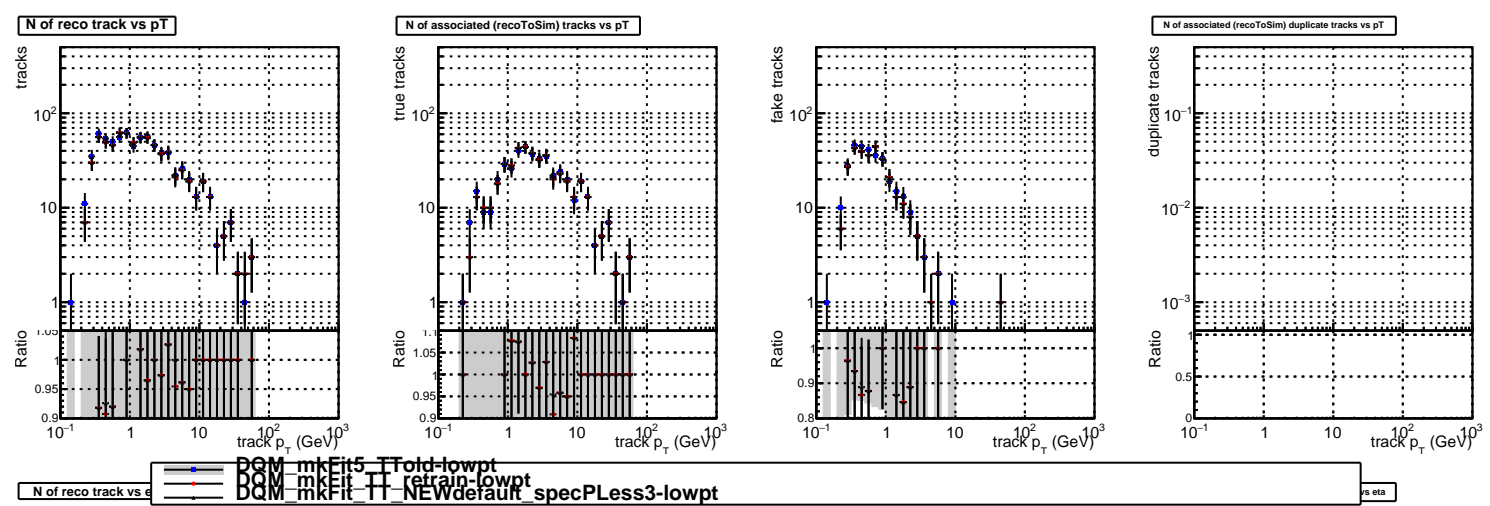 N of reco track vs pT
N of associated (recoToSim) tracks vs pT
N of associated (recoToSim) duplicate tracks vs pT
tracks
10²
10
1
Ratio
1.05
1
0.95
0.9
10⁻¹ 1 10 10² 10³
track p_T (GeV)
true tracks
10²
10
1
Ratio
1.1
1.05
1
0.95
0.9
10⁻¹ 1 10 10² 10³
track p_T (GeV)
fake tracks
10²
10
1
Ratio
1
0.9
0.8
10⁻¹ 1 10 10² 10³
track p_T (GeV)
duplicate tracks
10⁻¹
10⁻²
10⁻³
Ratio
1
0.5
0
10⁻¹ 1 10 10² 10³
track p_T (GeV)
DQM_mkFit5_TTold-lowpt
DQM_mkFit_TT_retrain-lowpt
DQM_mkFit_TT_NEWdefault_specPLess3-lowpt
N of reco track vs e
vs eta